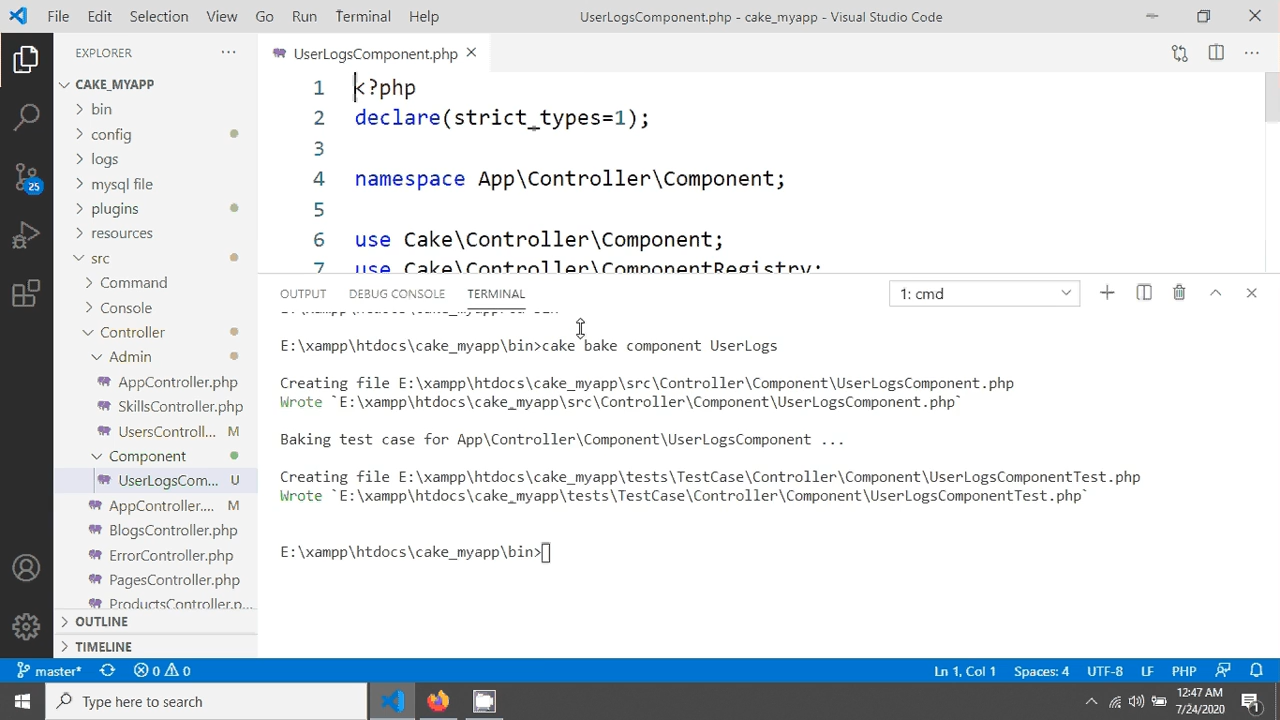 File Edit Selection View Go Run Terminal Help
UserLogsComponent.php - cake_myapp - Visual Studio Code
EXPLORER ···
CAKE_MYAPP
bin
config
logs
mysql file
plugins
resources
src
Command
Console
Controller
Admin
AppController.php
SkillsController.php
UsersControll... M
Component
UserLogsCom... U
AppController.... M
BlogsController.php
ErrorController.php
PagesController.php
ProductsController.p...
OUTLINE
TIMELINE
25
UserLogsComponent.php
1 <?php
2 declare(strict_types=1);
3
4 namespace App\Controller\Component;
5
6 use Cake\Controller\Component;
7 use Cake\Controller\ComponentRegistry;
OUTPUT DEBUG CONSOLE TERMINAL
1: cmd
E:\xampp\htdocs\cake_myapp\bin>cake bake component UserLogs
Creating file E:\xampp\htdocs\cake_myapp\src\Controller\Component\UserLogsComponent.php
Wrote `E:\xampp\htdocs\cake_myapp\src\Controller\Component\UserLogsComponent.php`
Baking test case for App\Controller\Component\UserLogsComponent ...
Creating file E:\xampp\htdocs\cake_myapp\tests\TestCase\Controller\Component\UserLogsComponentTest.php
Wrote `E:\xampp\htdocs\cake_myapp\tests\TestCase\Controller\Component\UserLogsComponentTest.php`
E:\xampp\htdocs\cake_myapp\bin>
master* 0 0
Ln 1, Col 1 Spaces: 4 UTF-8 LF PHP
Type here to search
12:47 AM
7/24/2020
1